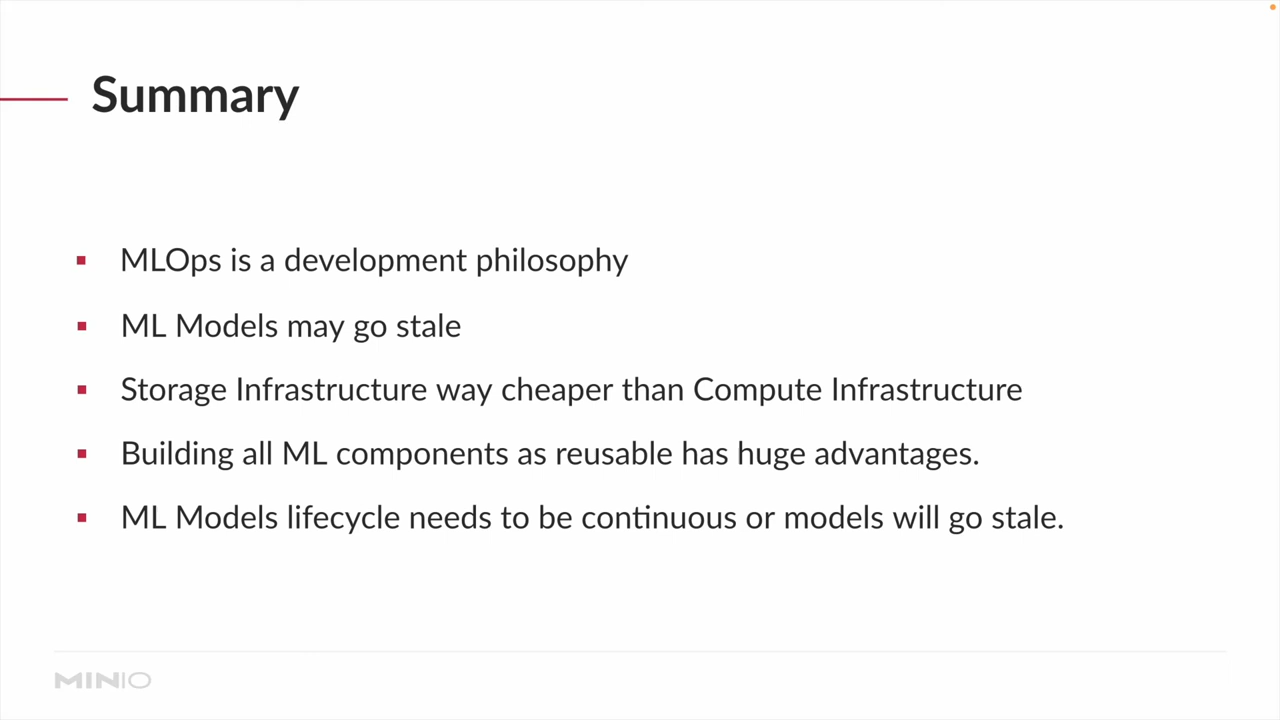 Summary
MLOps is a development philosophy
ML Models may go stale
Storage Infrastructure way cheaper than Compute Infrastructure
Building all ML components as reusable has huge advantages.
ML Models lifecycle needs to be continuous or models will go stale.
MINIO